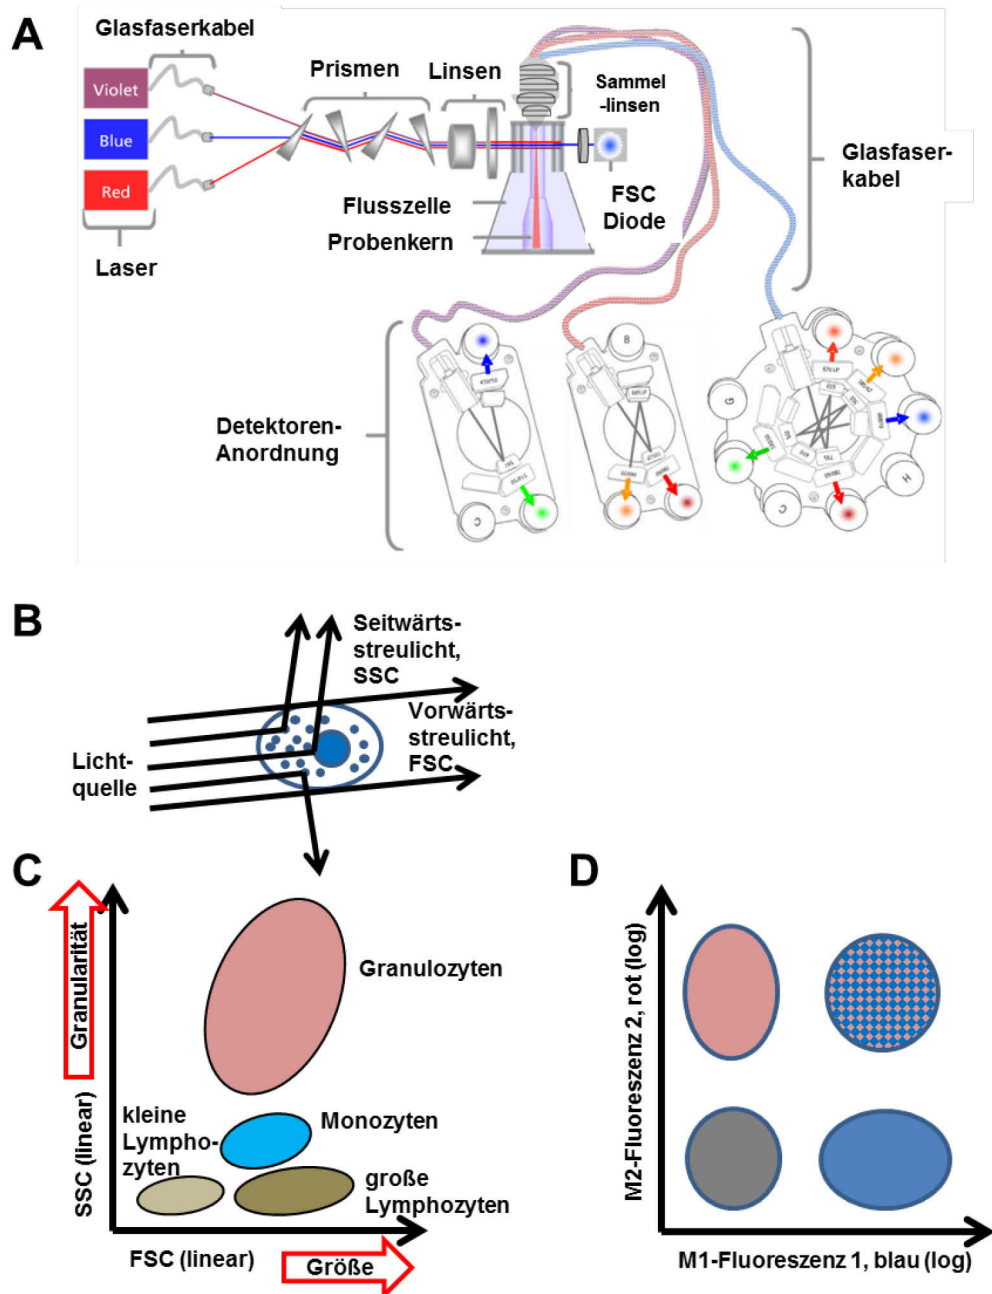 A
Glasfaserkabel
Violet
Blue
Red
Laser
Prismen
Linsen
Sammel
-linsen
Flusszelle
Probenkern
FSC
Diode
Glasfaser-
kabel
Detektoren-
Anordnung
B
C
G
H
C
B
Seitwärts-
streulicht,
SSC
Vorwärts-
streulicht,
FSC
Licht-
quelle
C
Granularität
SSC (linear)
Granulozyten
Monozyten
kleine
Lympho-
zyten
große
Lymphozyten
FSC (linear)
Größe
D
M2-Fluoreszenz 2, rot (log)
M1-Fluoreszenz 1, blau (log)